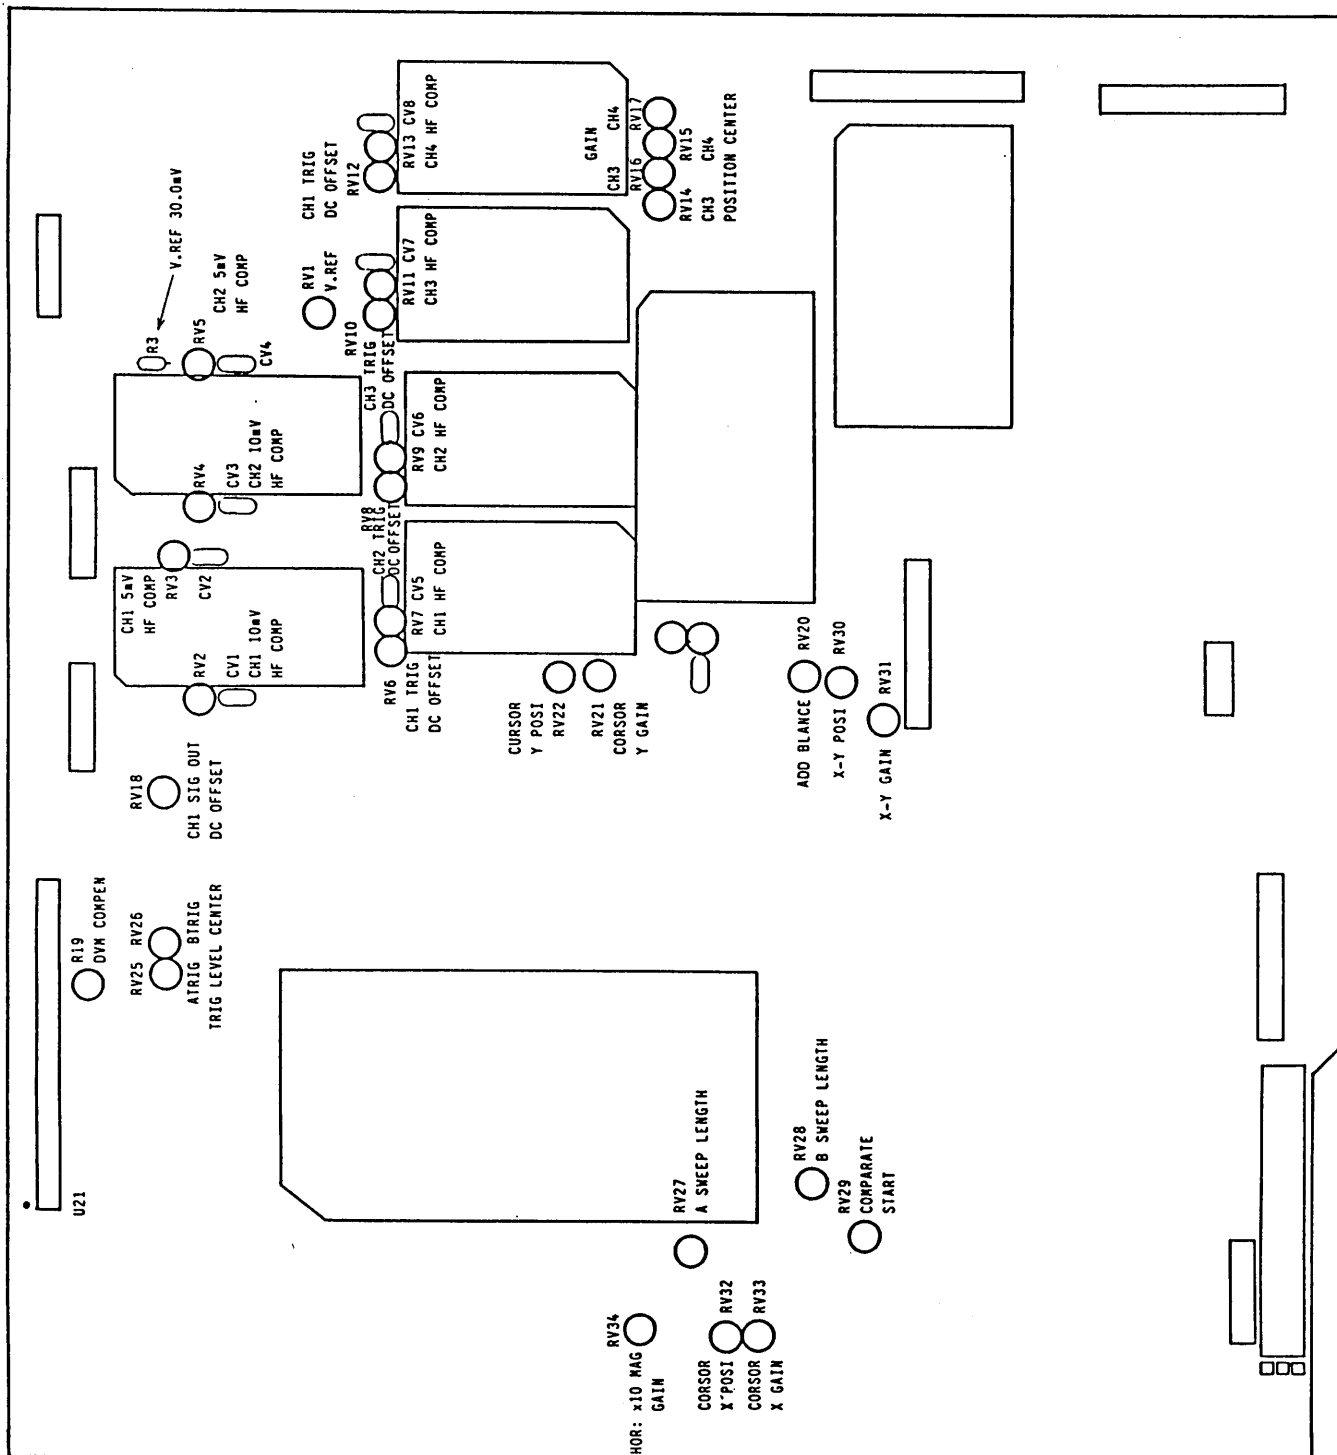 V.REF 30.0mV
R3
RV5
CH2 5mV
HF COMP
CV4
RV4
CV3
CH2 10mV
HF COMP
CH1 5mV
HF COMP
RV3
CV2
RV2
CV1
CH1 10mV
HF COMP
RV1
V.REF
CH1 TRIG
DC OFFSET
RV12
RV13 CV8
CH4 HF COMP
GAIN
CH3 CH4
RV16 RV17
RV14 RV15
CH3 CH4
POSITION CENTER
RV10
CH3 TRIG
DC OFFSET
RV11 CV7
CH3 HF COMP
RV8
CH2 TRIG
DC OFFSET
RV9 CV6
CH2 HF COMP
RV6
CH1 TRIG
DC OFFSET
RV7 CV5
CH1 HF COMP
CURSOR
Y POSI
RV22
RV21
CORSOR
Y GAIN
ADD BLANCE
RV20
X-Y POSI
RV30
X-Y GAIN
RV31
RV18
CH1 SIG OUT
DC OFFSET
R19
DVM COMPEN
RV25 RV26
ATRIG BTRIG
TRIG LEVEL CENTER
U21
RV27
A SWEEP LENGTH
RV28
B SWEEP LENGTH
RV29
COMPARATE
START
RV34
HOR: x10 MAG
GAIN
CORSOR
X POSI
RV32
CORSOR
X GAIN
RV33